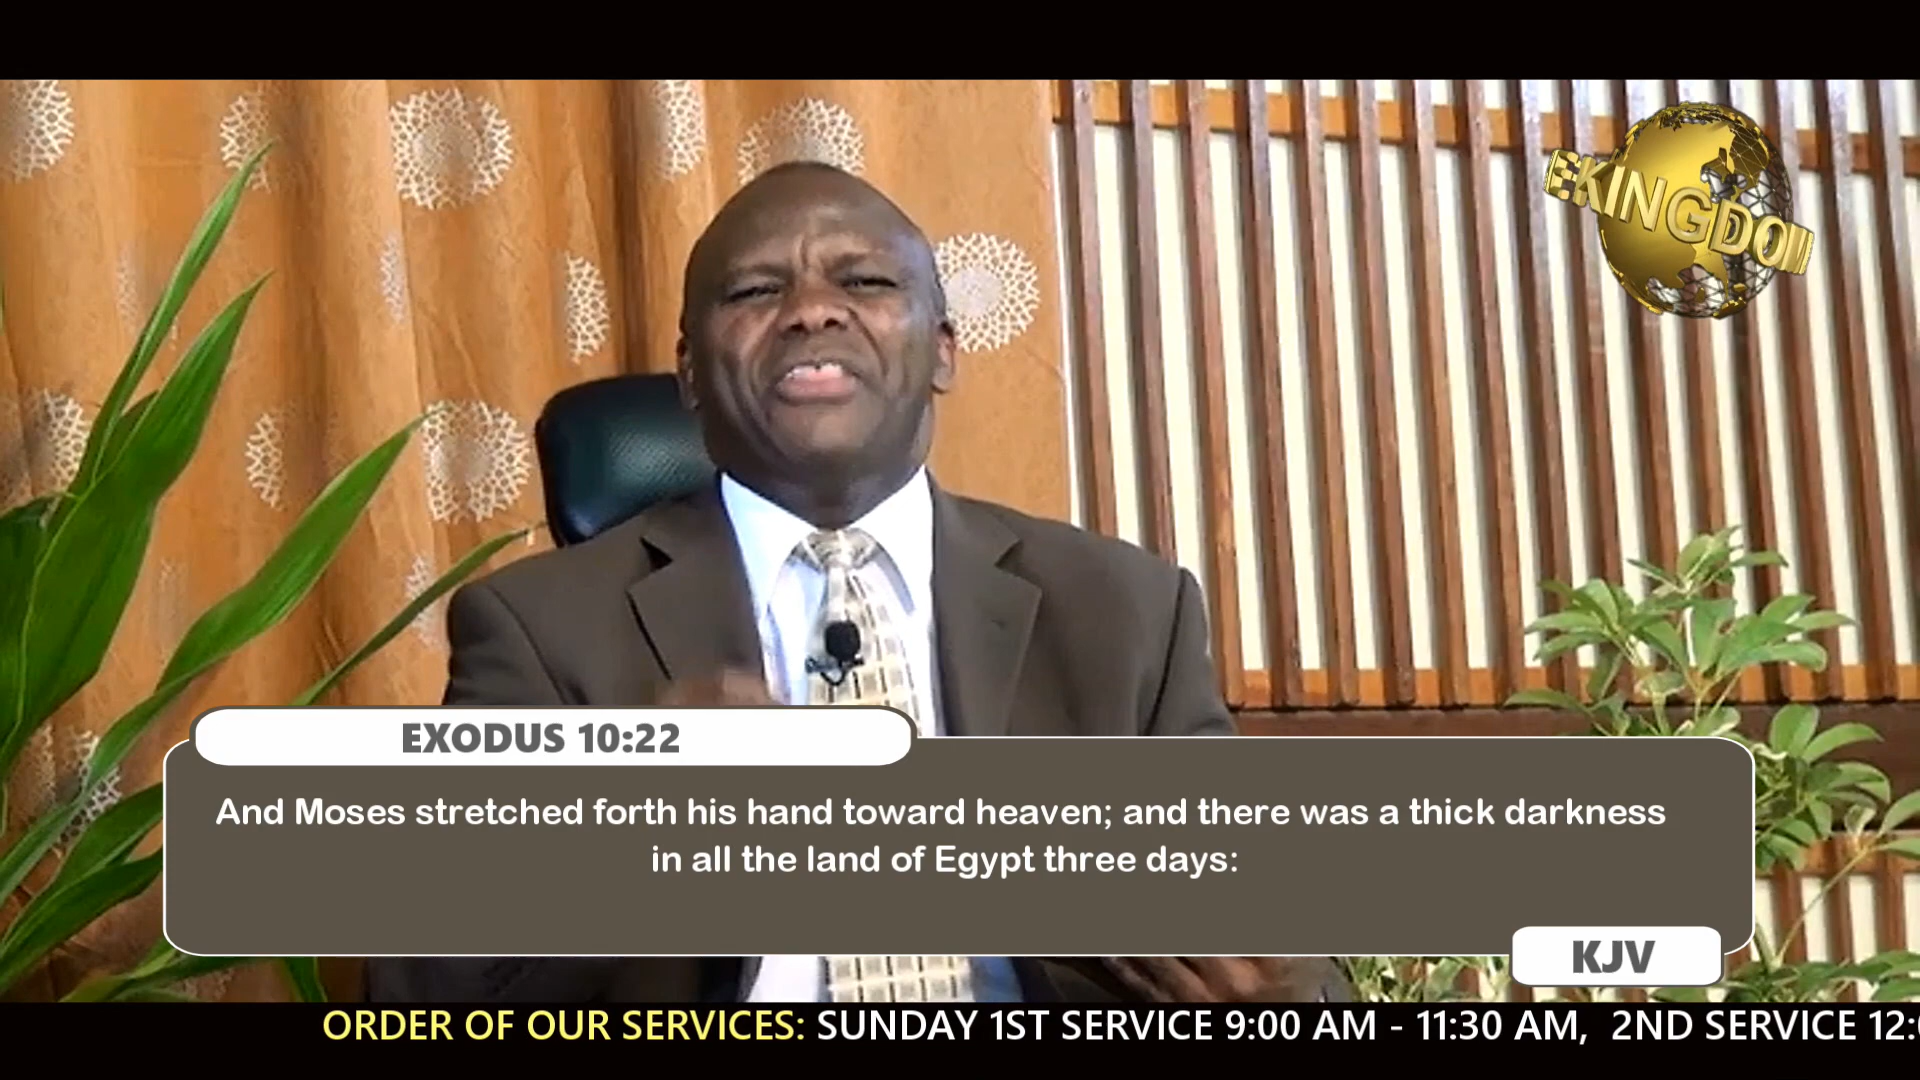 EKINGDOM
EXODUS 10:22
And Moses stretched forth his hand toward heaven; and there was a thick darkness
in all the land of Egypt three days:
KJV
ORDER OF OUR SERVICES: SUNDAY 1ST SERVICE 9:00 AM - 11:30 AM, 2ND SERVICE 12: